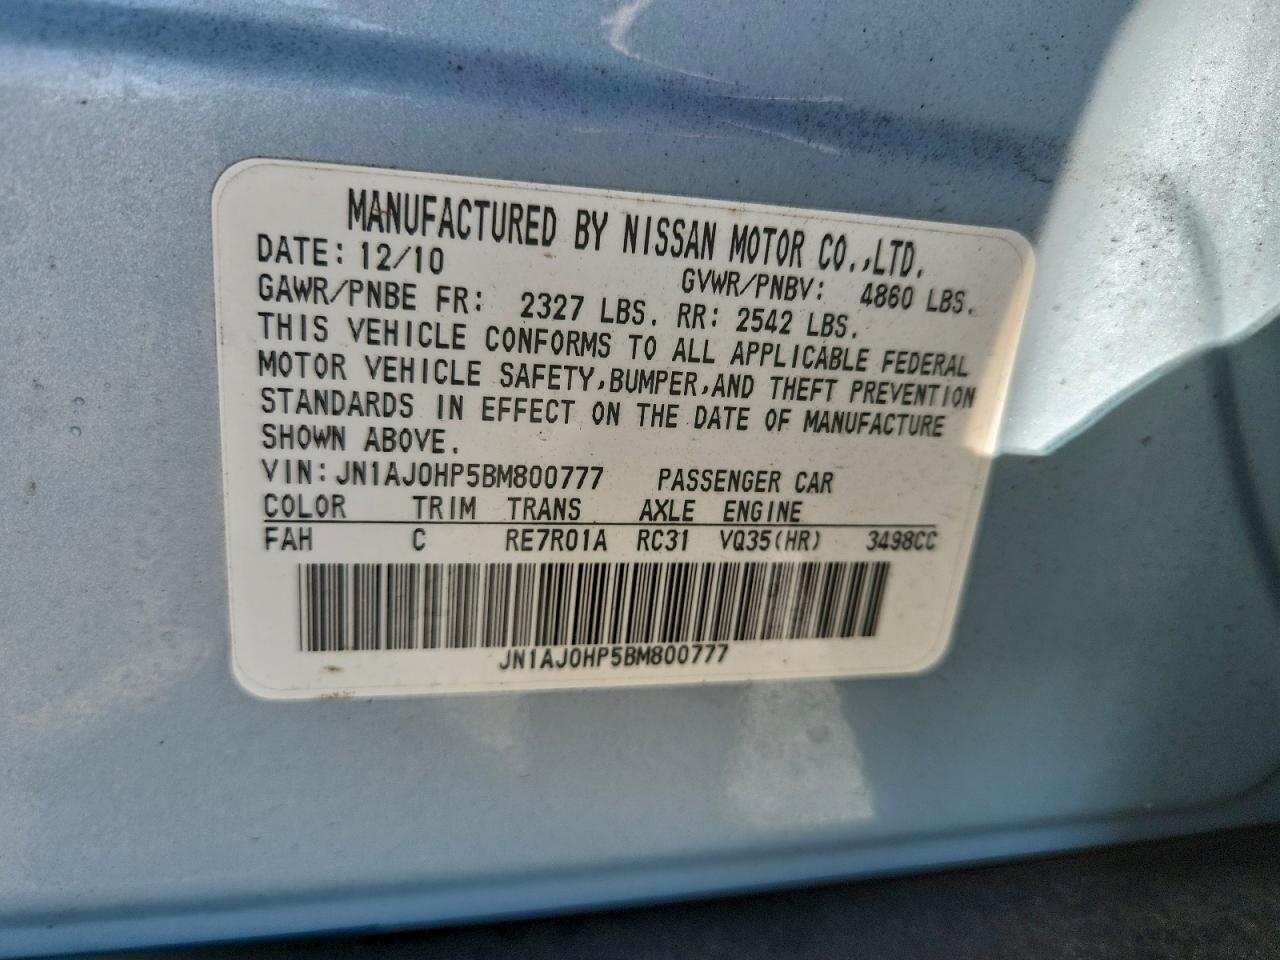 MANUFACTURED BY NISSAN MOTOR CO.,LTD.
DATE: 12/10 GVWR/PNBV: 4860 LBS.
GAWR/PNBE FR: 2327 LBS. RR: 2542 LBS.
THIS VEHICLE CONFORMS TO ALL APPLICABLE FEDERAL
MOTOR VEHICLE SAFETY,BUMPER,AND THEFT PREVENTION
STANDARDS IN EFFECT ON THE DATE OF MANUFACTURE
SHOWN ABOVE.
VIN: JN1AJ0HP5BM800777 PASSENGER CAR
COLOR TRIM TRANS AXLE ENGINE
FAH C RE7R01A RC31 VQ35(HR) 3498CC
JN1AJ0HP5BM800777